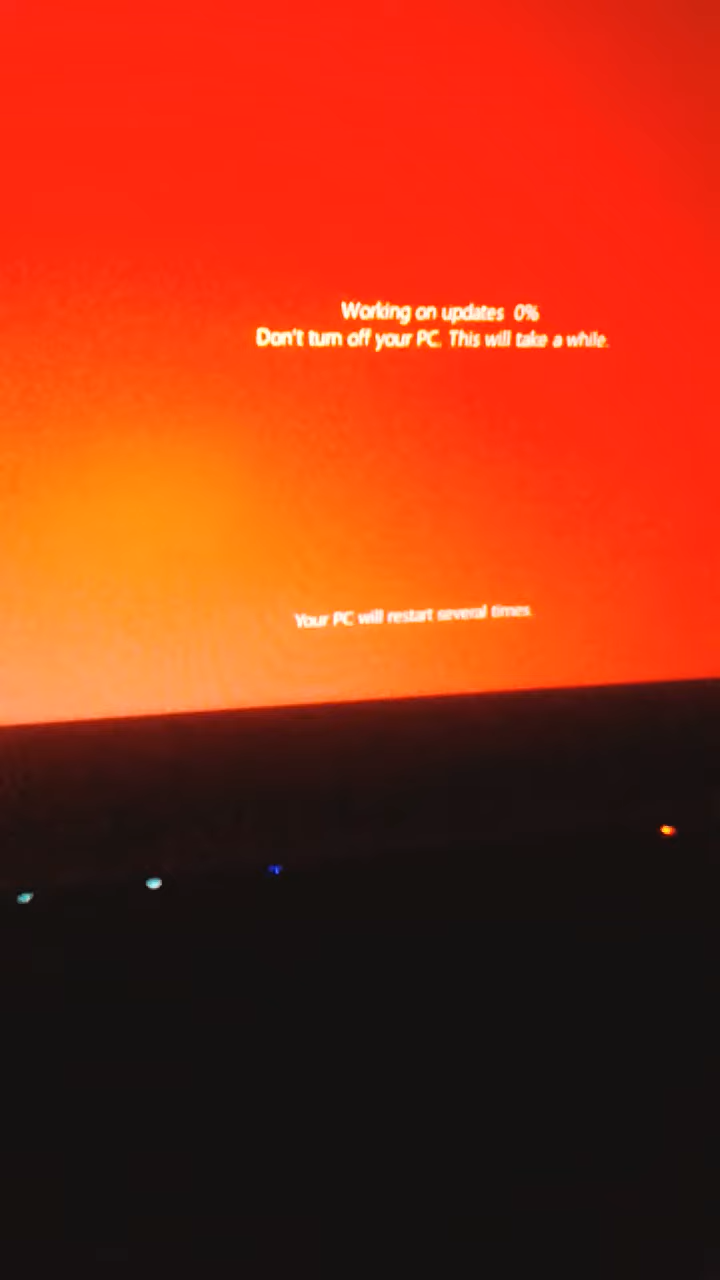 Working on updates 0%
Don't turn off your PC. This will take a while.
Your PC will restart several times.